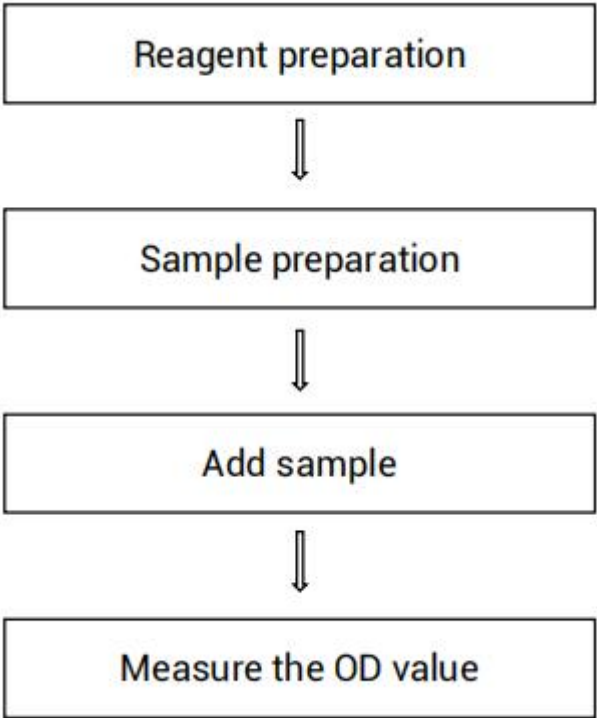 Reagent preparation
Sample preparation
Add sample
Measure the OD value